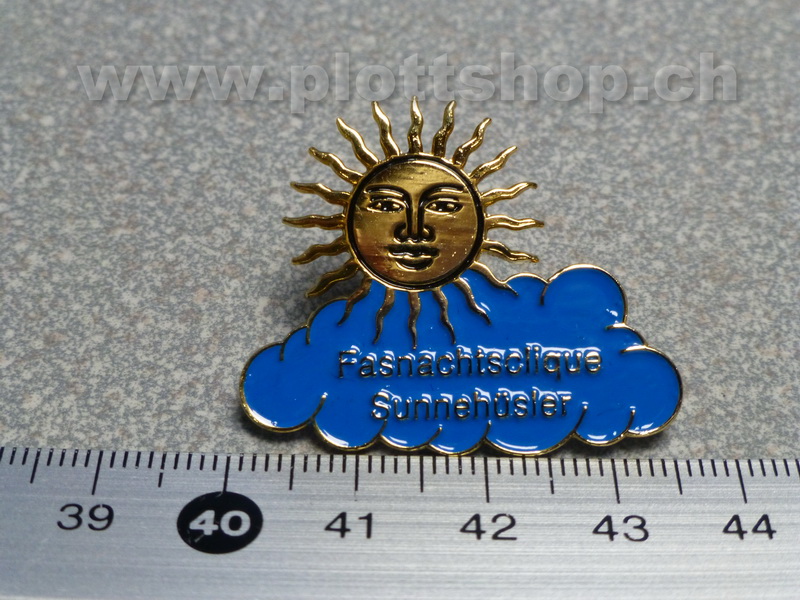 www.plottshop.ch
Fasnachtsclique
Sunnehüsler
39 40 41 42 43 44